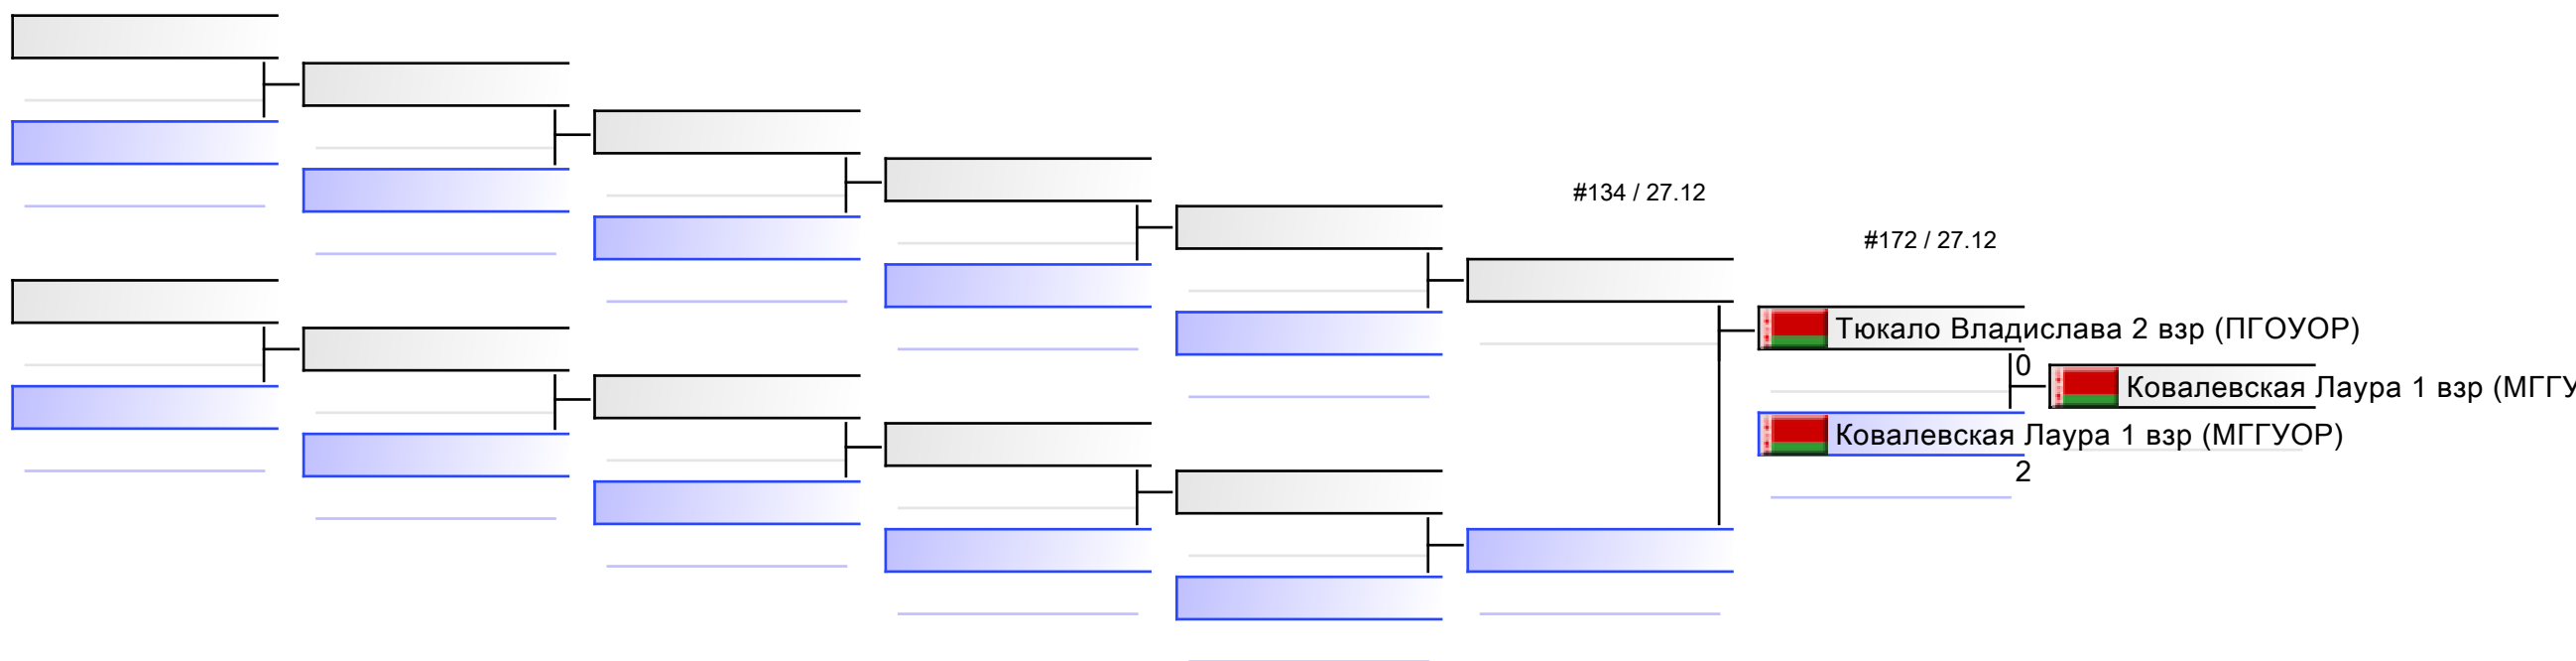 #134 / 27.12
#172 / 27.12
Тюкало Владислава 2 взр (ПГОУОР)
0
Ковалевская Лаура 1 взр (МГГУ
Ковалевская Лаура 1 взр (МГГУОР)
2